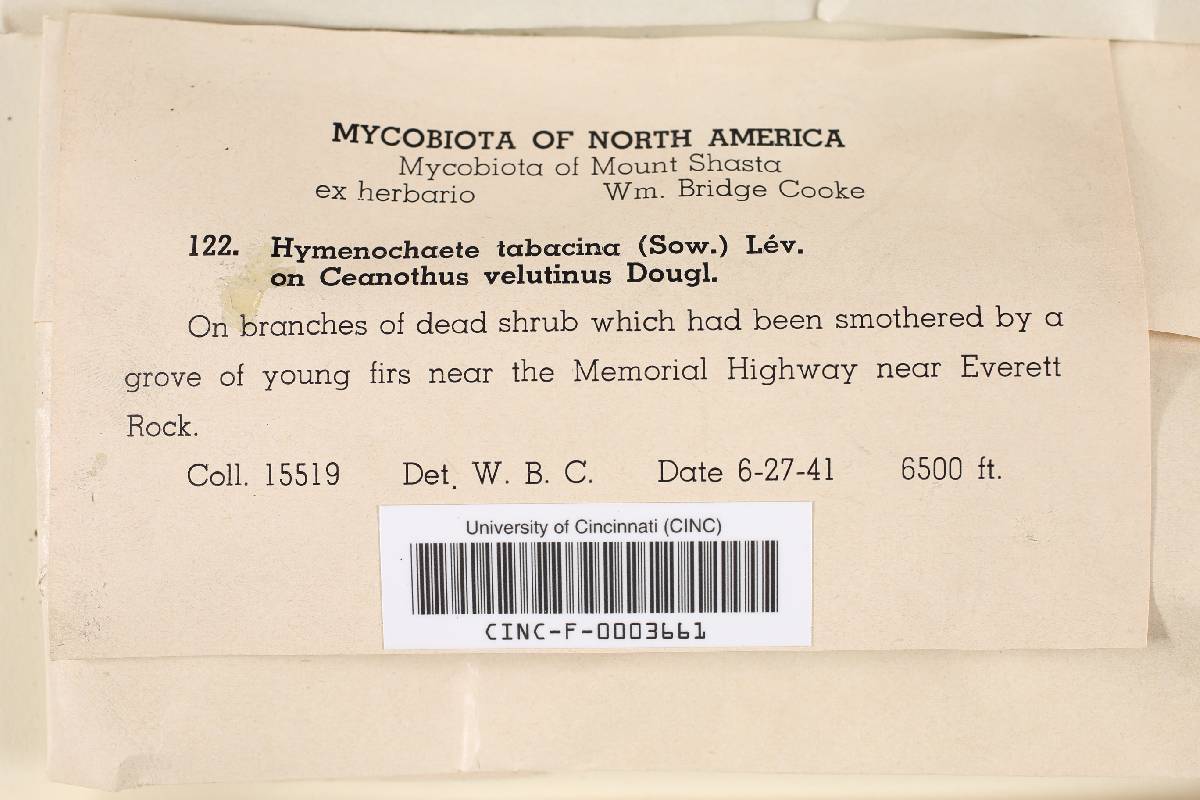 MYCOBIOTA OF NORTH AMERICA
Mycobiota of Mount Shasta
ex herbario Wm. Bridge Cooke
122. Hymenochaete tabacina (Sow.) Lév.
on Ceanothus velutinus Dougl.
On branches of dead shrub which had been smothered by a
grove of young firs near the Memorial Highway near Everett
Rock.
Coll. 15519 Det. W. B. C. Date 6-27-41 6500 ft.
University of Cincinnati (CINC)
CINC-F-0003661